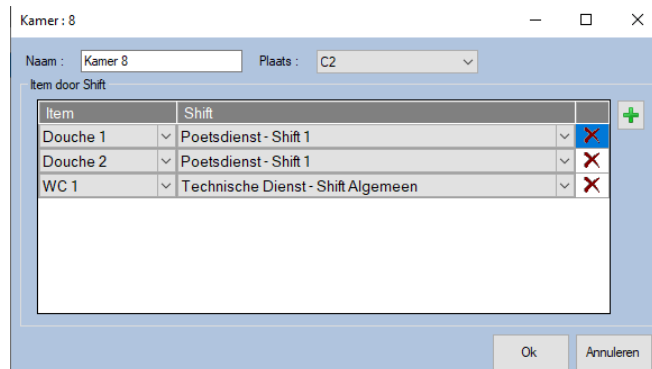 Kamer : 8
Naam : Kamer 8 Plaats : C2
Item door Shift
Item Shift
Douche 1 Poetsdienst - Shift 1
Douche 2 Poetsdienst - Shift 1
WC 1 Technische Dienst - Shift Algemeen
Ok Annuleren